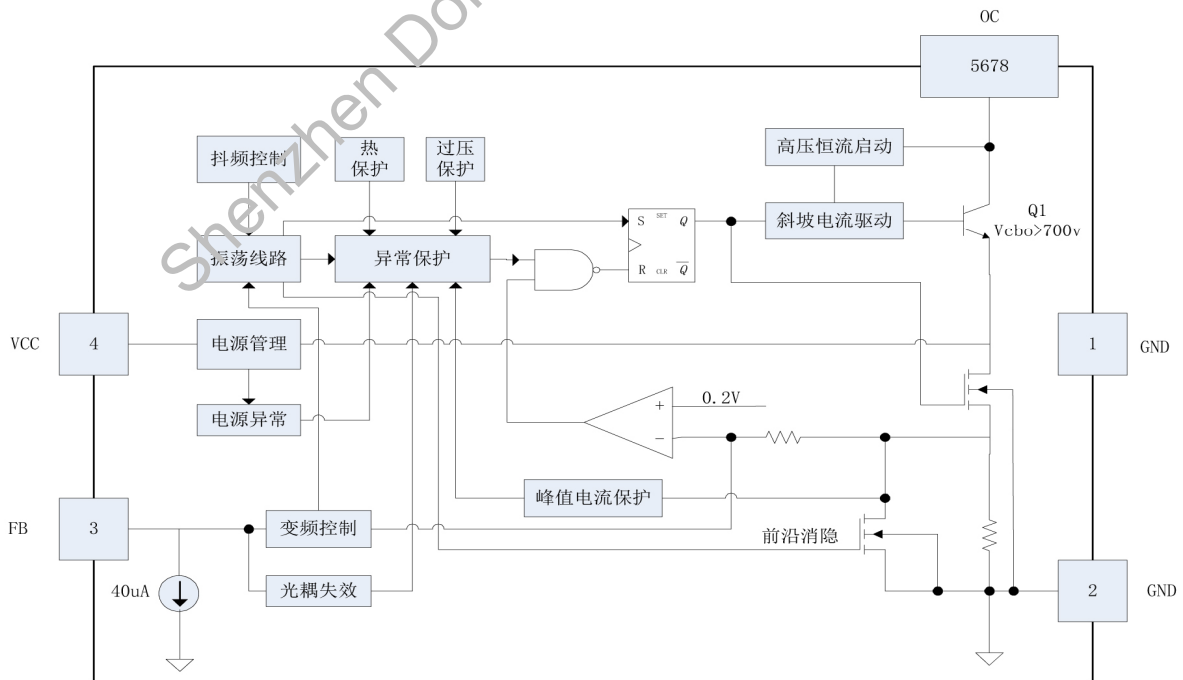 OC
5678
Shenzhen Do
抖频控制
热
保护
过压
保护
高压恒流启动
S SET Q
R CLR Q
斜坡电流驱动
Q1
Vcbo>700v
振荡线路
异常保护
VCC
4
电源管理
1
GND
电源异常
+
0.2V
−
峰值电流保护
FB
3
变频控制
前沿消隐
40uA
光耦失效
2
GND